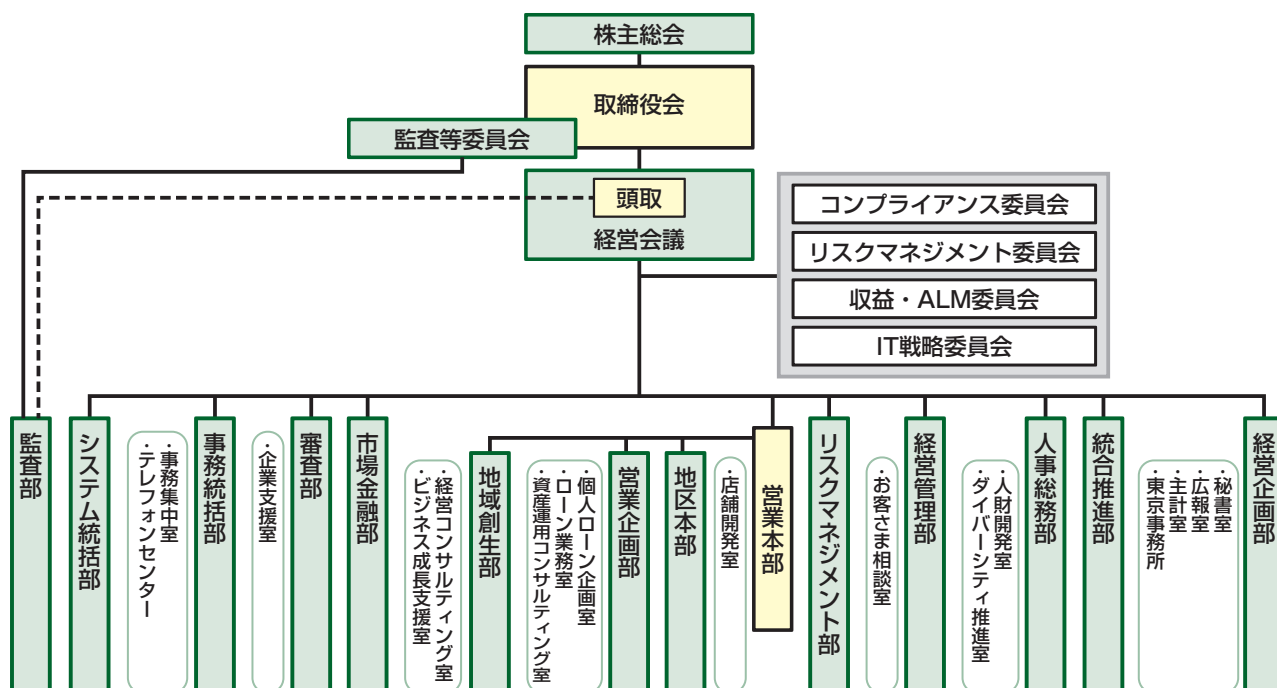 株主総会
取締役会
監査等委員会
頭取
経営会議
コンプライアンス委員会
リスクマネジメント委員会
収益・ALM委員会
IT戦略委員会
経営企画部
・秘書室
・広報室
・主計室
・東京事務所
統合推進部
人事総務部
・人財開発室
・ダイバーシティ推進室
経営管理部
・お客さま相談室
リスクマネジメント部
営業本部
・店舗開発室
地区本部
営業企画部
・個人ローン企画室
・ローン業務室
・資産運用コンサルティング室
地域創生部
・経営コンサルティング室
・ビジネス成長支援室
市場金融部
審査部
・企業支援室
事務統括部
・事務集中室
・テレフォンセンター
システム統括部
監査部